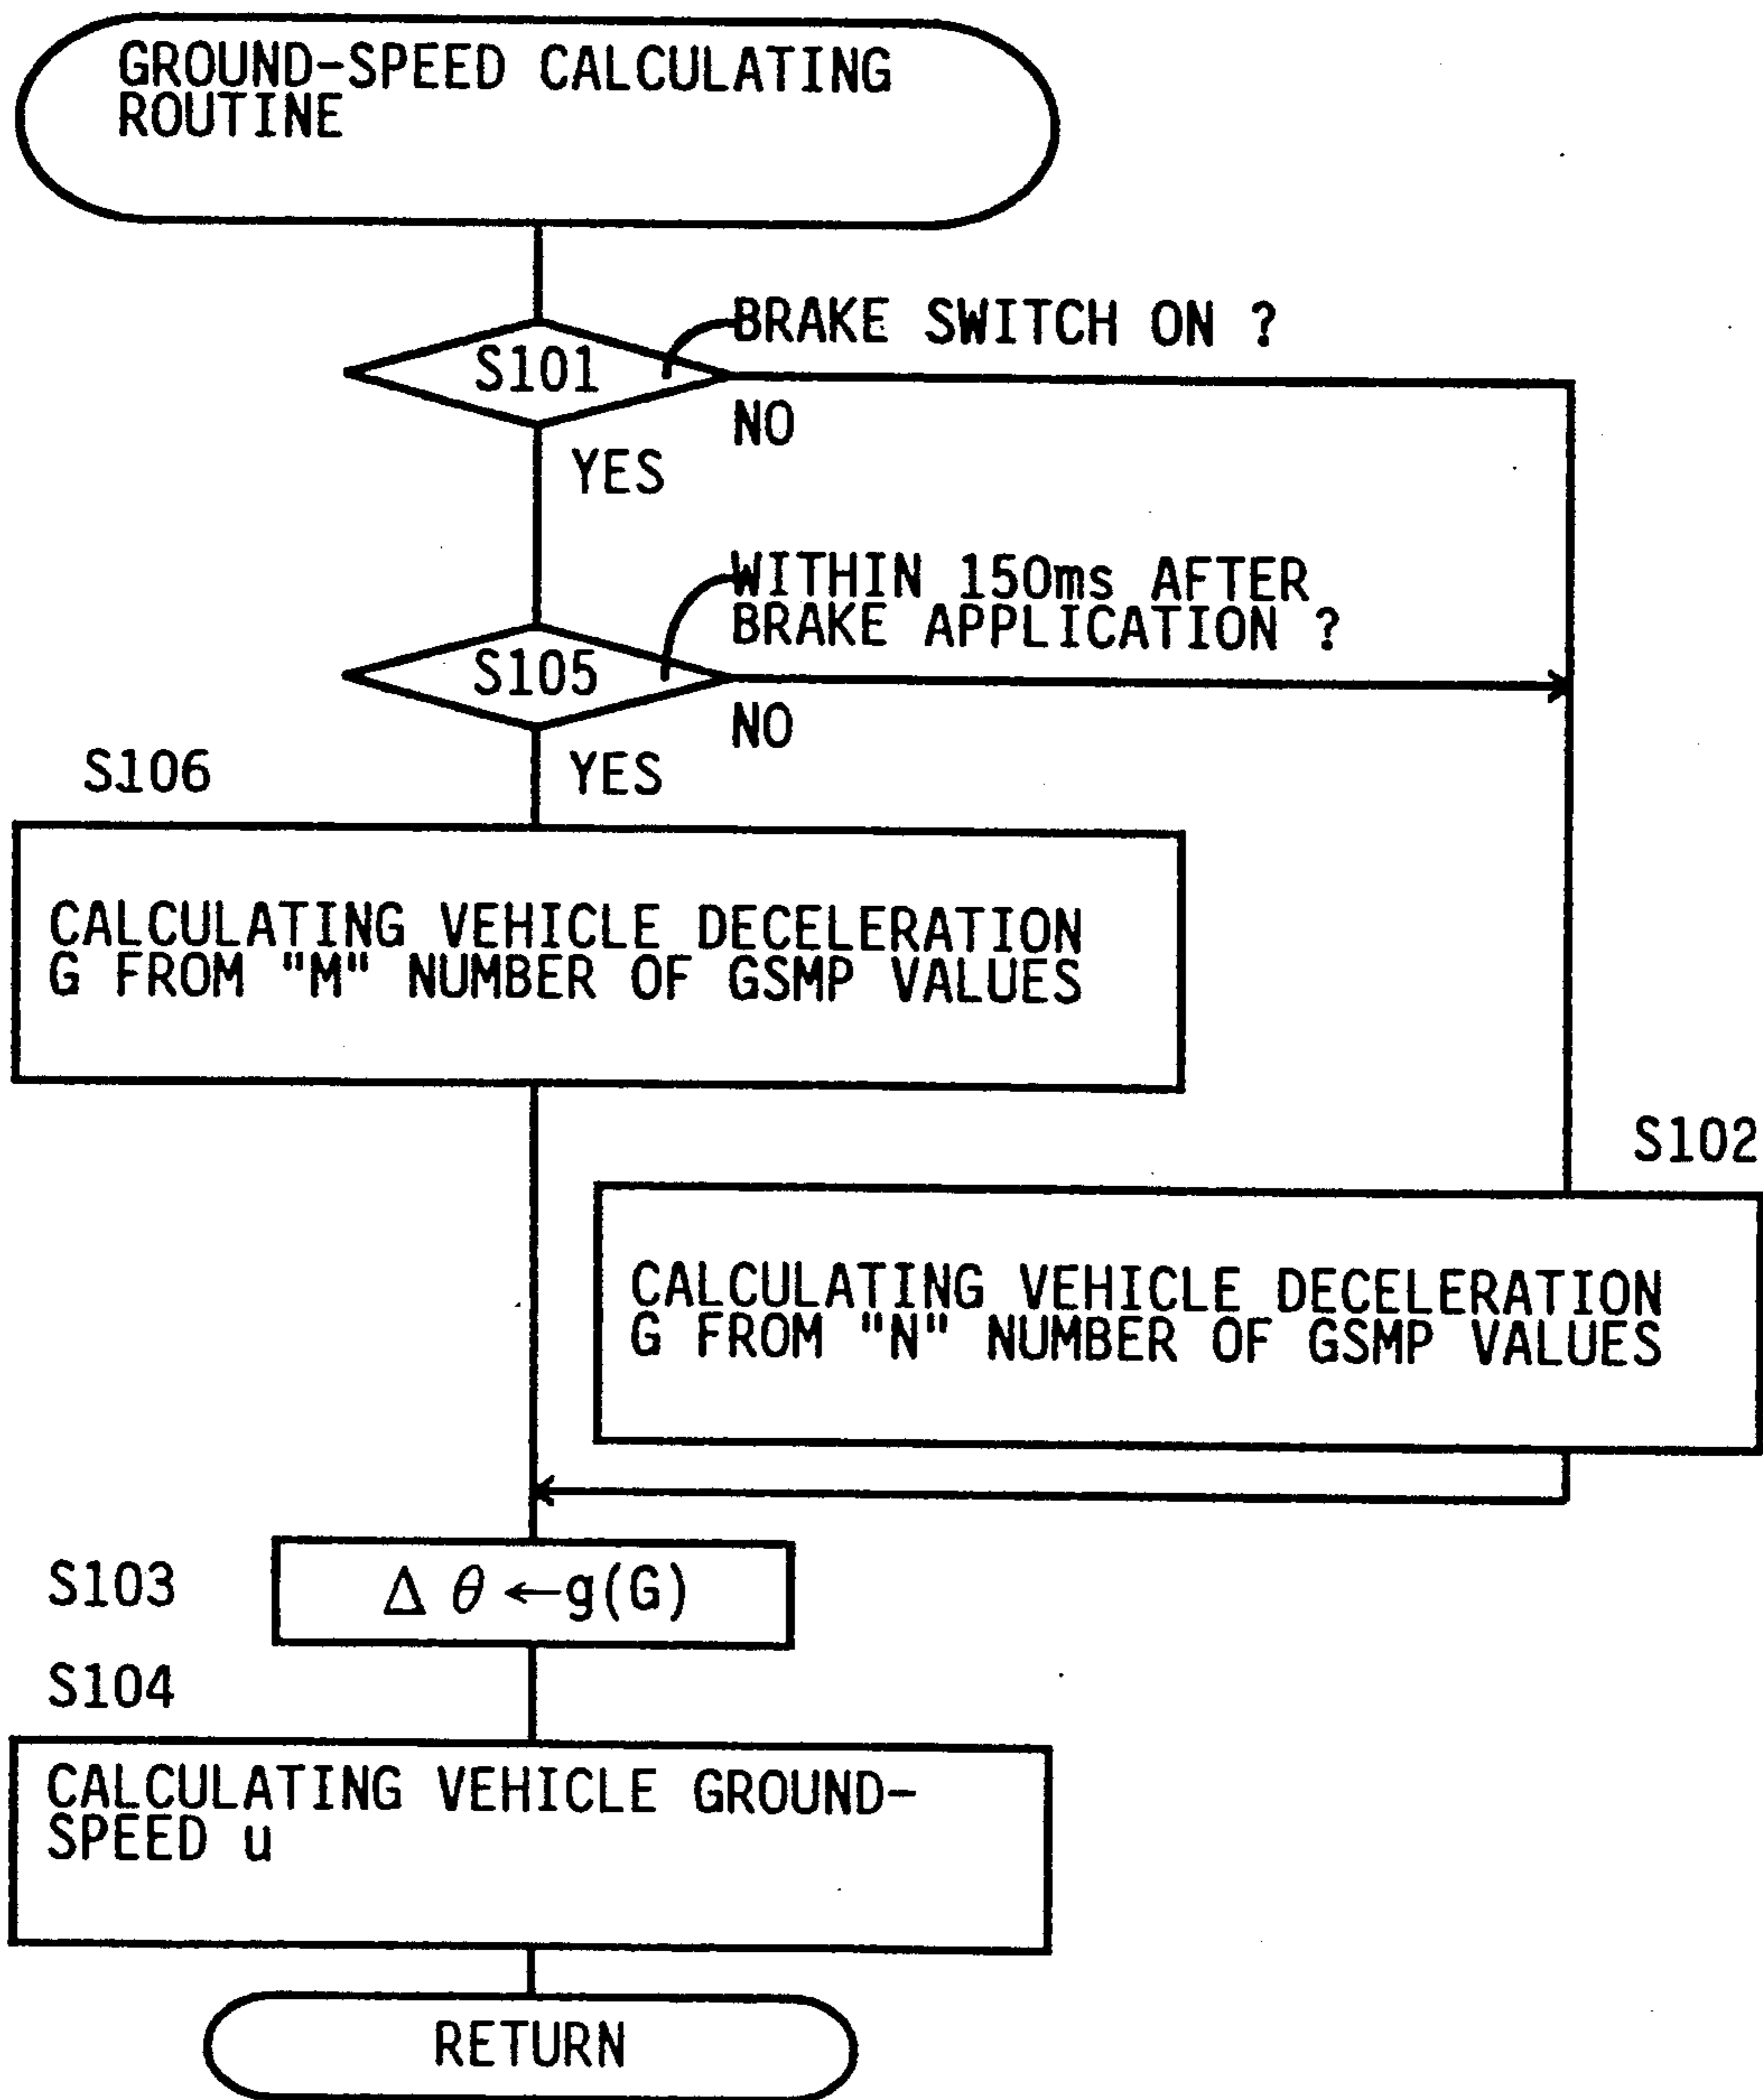 GROUND-SPEED CALCULATING
ROUTINE
BRAKE SWITCH ON ?
S101
NO
YES
WITHIN 150ms AFTER
BRAKE APPLICATION ?
S105
NO
YES
S106
CALCULATING VEHICLE DECELERATION
G FROM "M" NUMBER OF GSMP VALUES
S102
CALCULATING VEHICLE DECELERATION
G FROM "N" NUMBER OF GSMP VALUES
S103
Δ θ ←g(G)
S104
CALCULATING VEHICLE GROUND-
SPEED u
RETURN